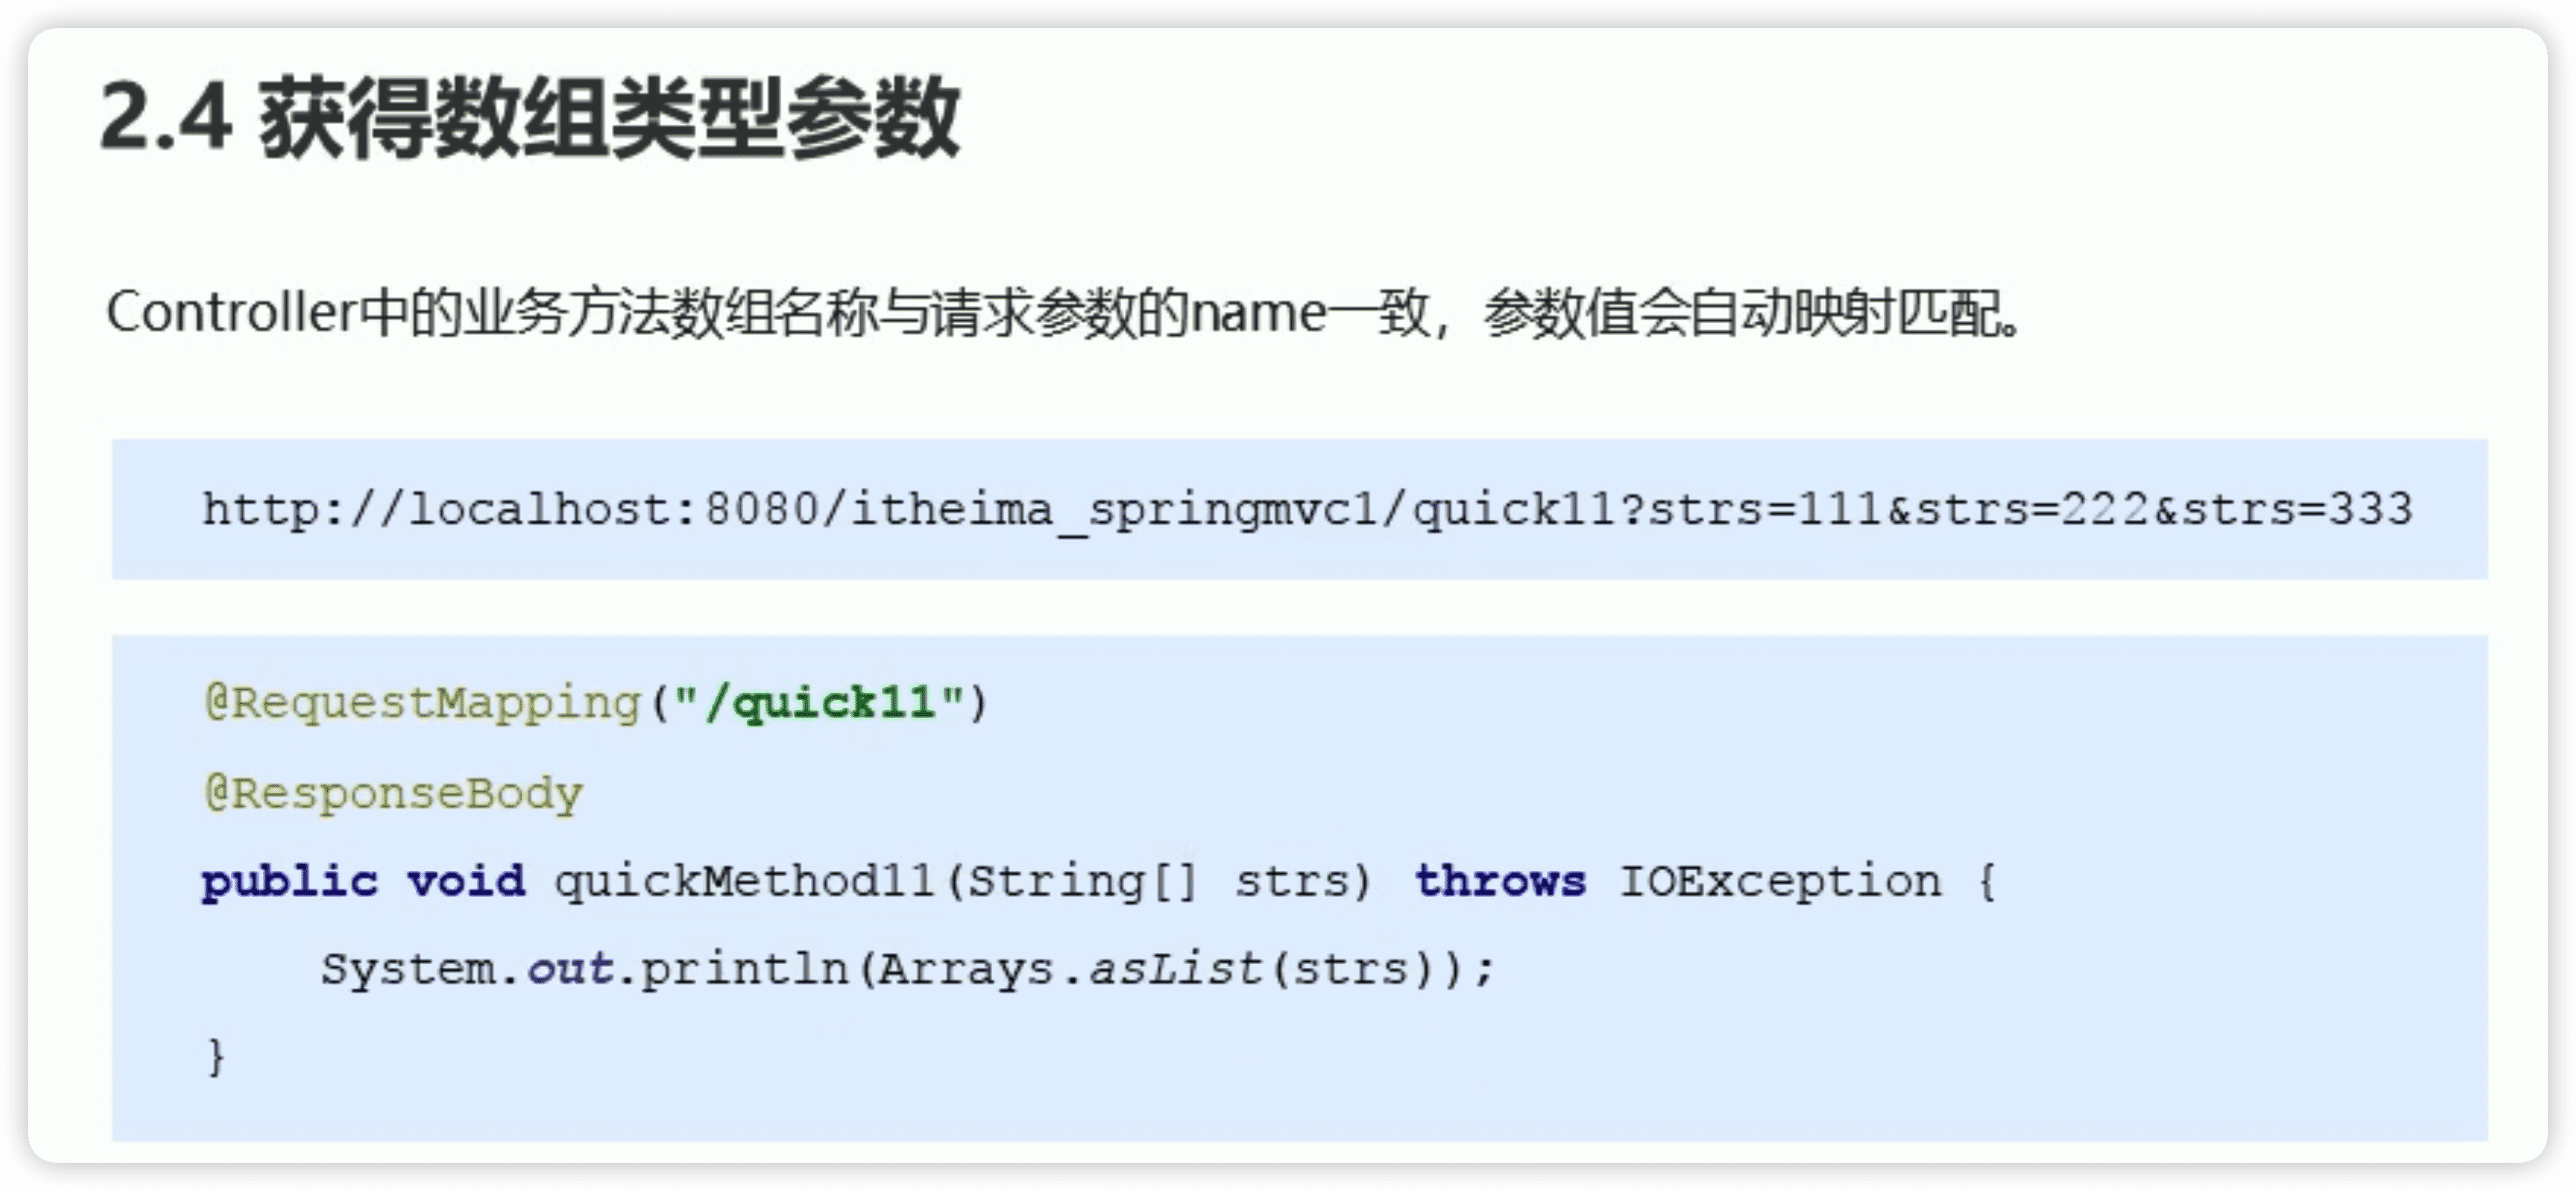 2.4 获得数组类型参数
Controller中的业务方法数组名称与请求参数的name一致，参数值会自动映射匹配。
http://localhost:8080/itheima_springmvc1/quick11?strs=111&strs=222&strs=333
@RequestMapping("/quick11")
@ResponseBody
public void quickMethod11(String[] strs) throws IOException {
    System.out.println(Arrays.asList(strs));
}